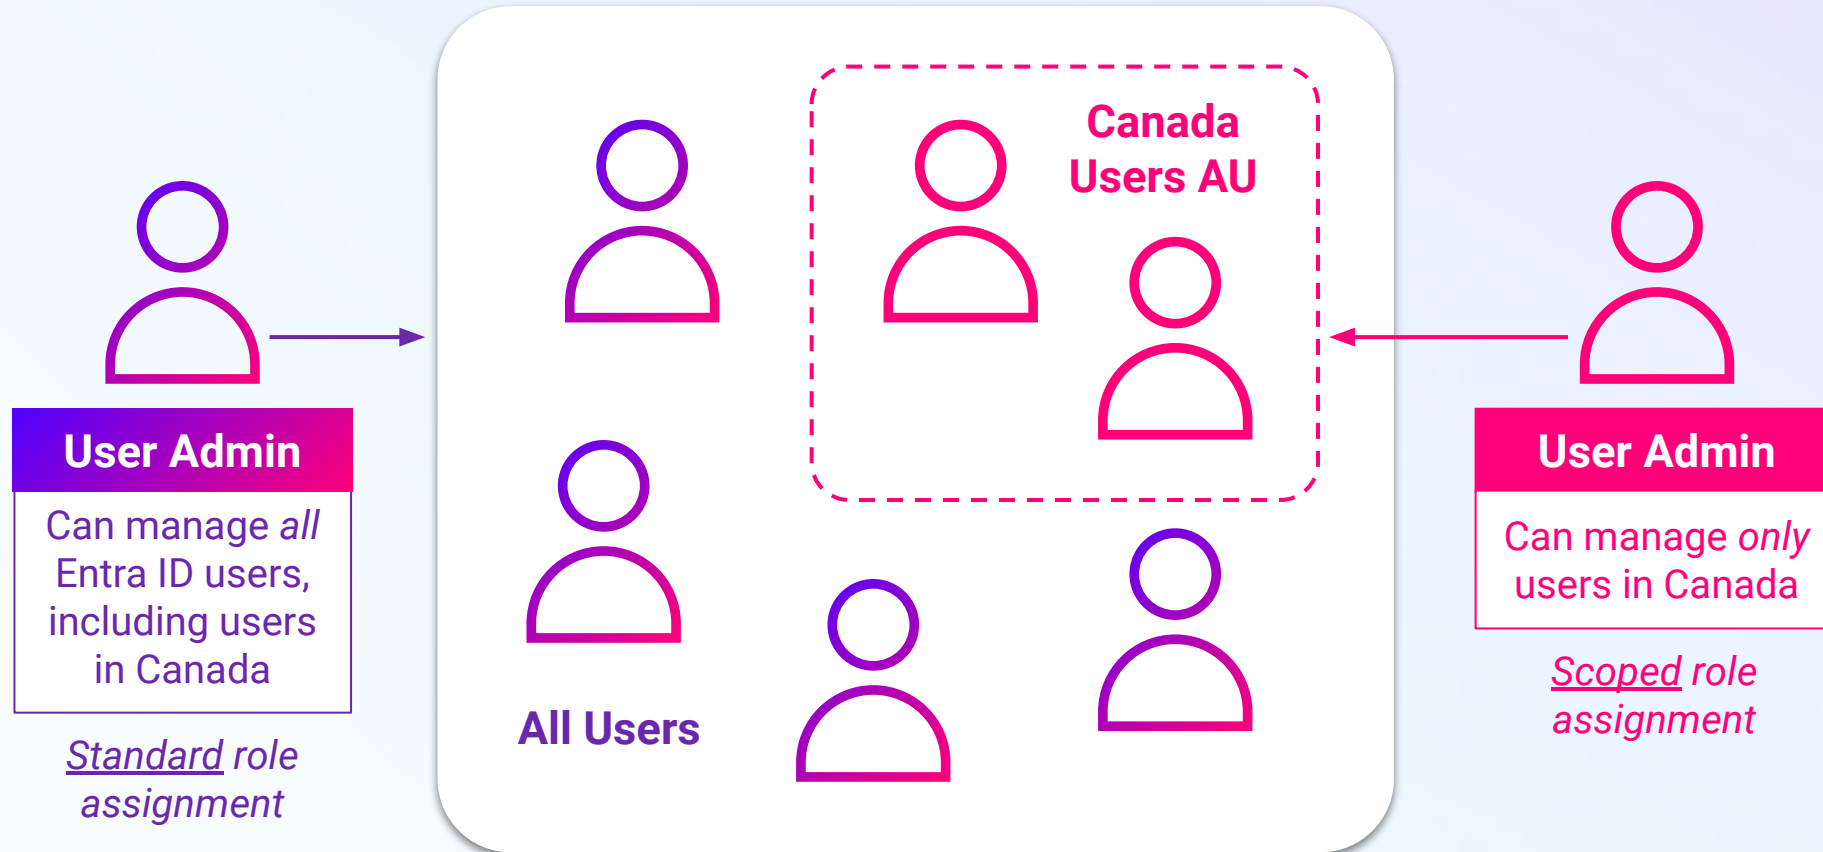 Canada
Users AU
User Admin
Can manage all
Entra ID users,
including users
in Canada
Standard role
assignment
All Users
User Admin
Can manage only
users in Canada
Scoped role
assignment